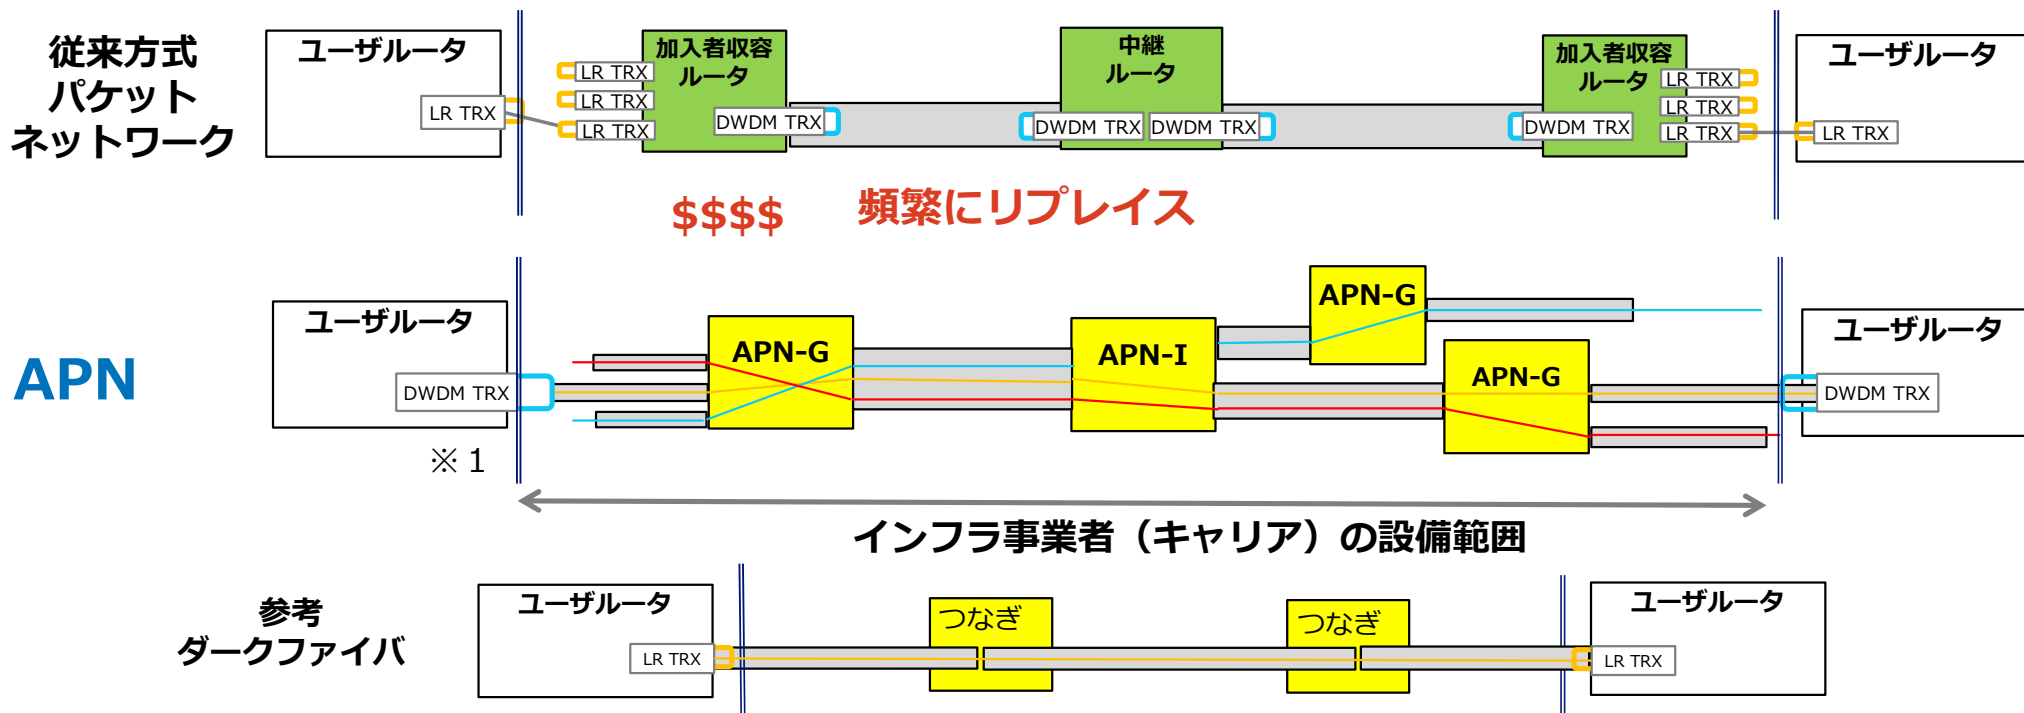 従来方式
パケット
ネットワーク
ユーザルータ
LR TRX
加入者収容
ルータ
LR TRX
LR TRX
LR TRX
DWDM TRX
中継
ルータ
DWDM TRX
DWDM TRX
加入者収容
ルータ
DWDM TRX
LR TRX
LR TRX
LR TRX
ユーザルータ
LR TRX
$$$$
頻繁にリプレイス
APN
ユーザルータ
DWDM TRX
※1
APN-G
APN-I
APN-G
APN-G
ユーザルータ
DWDM TRX
インフラ事業者（キャリア）の設備範囲
参考
ダークファイバ
ユーザルータ
LR TRX
つなぎ
つなぎ
ユーザルータ
LR TRX